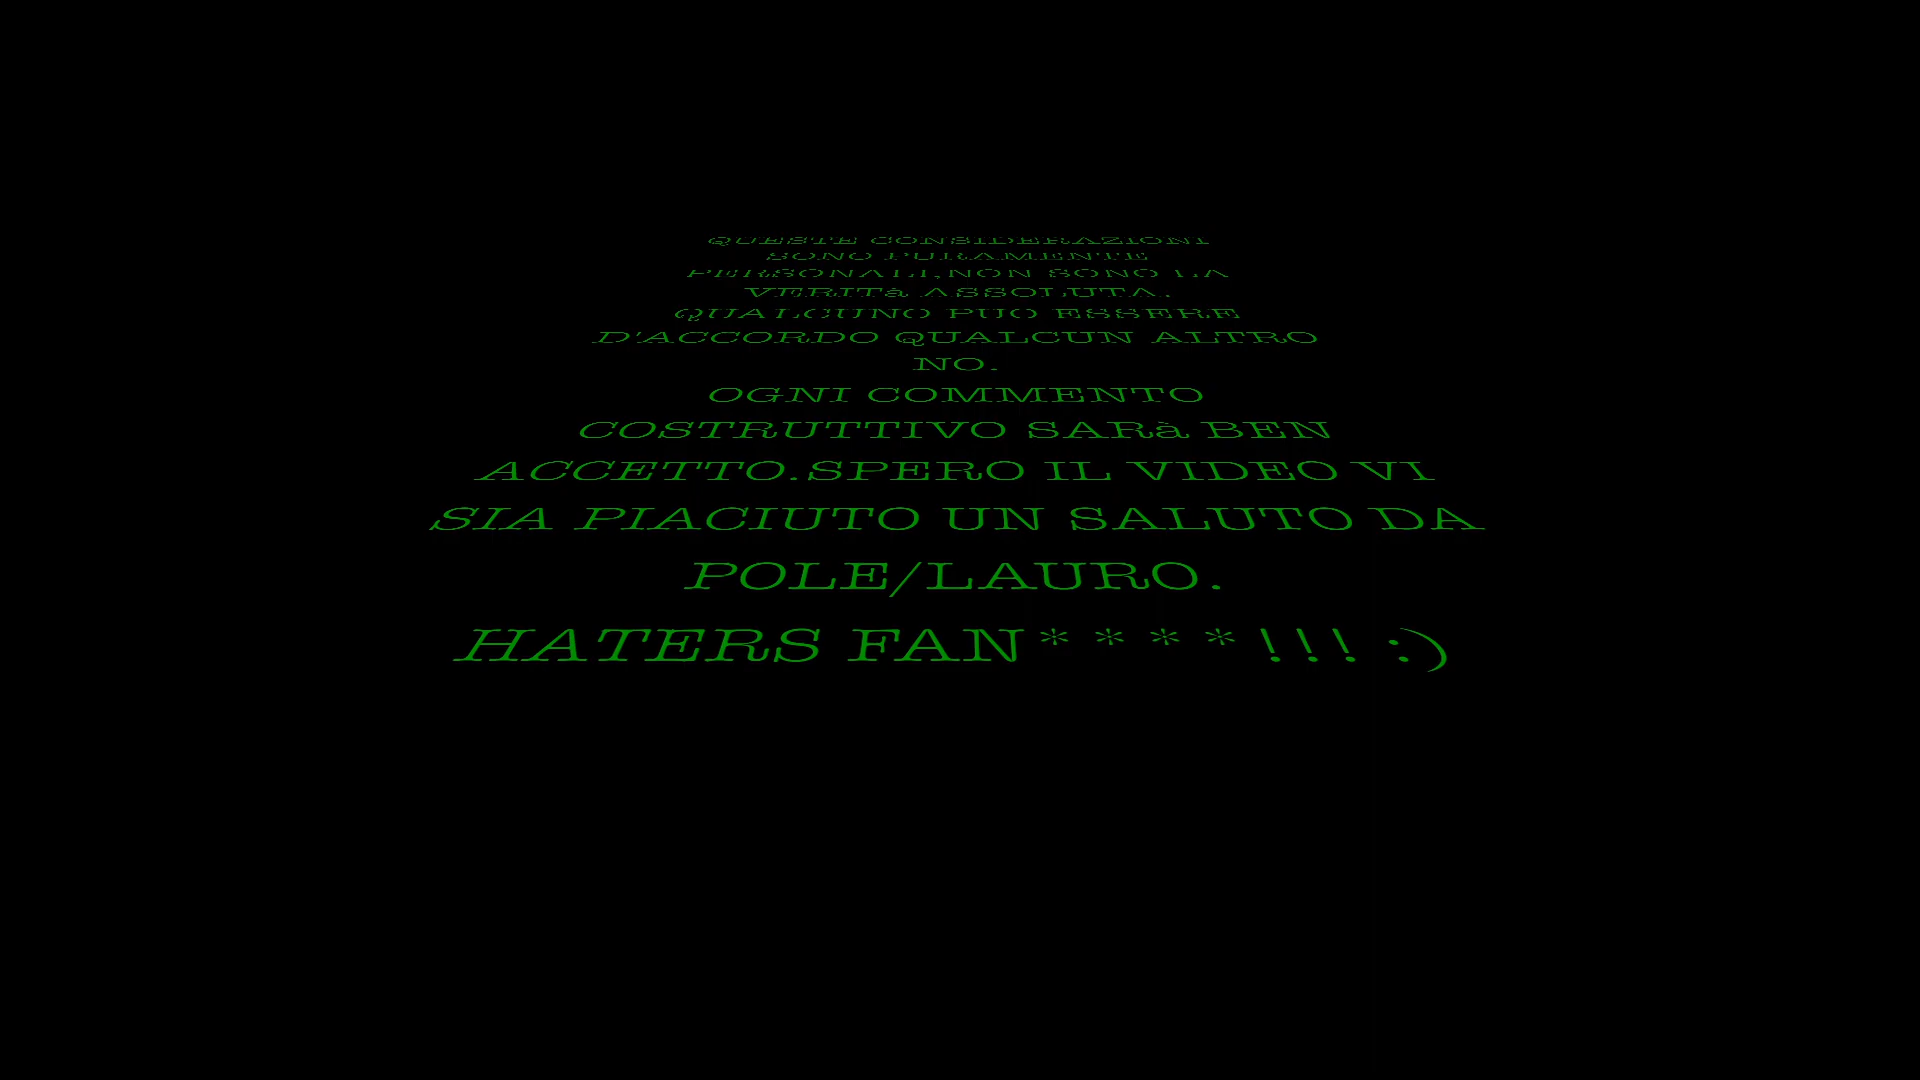 QUESTE CONSIDERAZIONI
SONO PURAMENTE
PERSONALI,NON SONO LA
VERITà ASSOLUTA.
QUALCUNO PUO ESSERE
D'ACCORDO QUALCUN ALTRO
NO.
OGNI COMMENTO
COSTRUTTIVO SARà BEN
ACCETTO.SPERO IL VIDEO VI
SIA PIACIUTO UN SALUTO DA
POLE/LAURO.
HATERS FAN****!!! :)